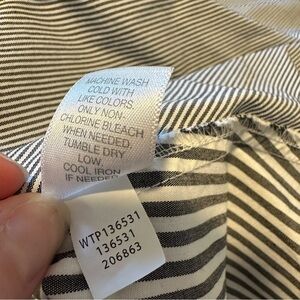 MACHINE WASH
COLD WITH
LIKE COLORS.
ONLY NON-
CHLORINE BLEACH
WHEN NEEDED.
TUMBLE DRY
LOW.
COOL IRON
IF NEEDED
WTP136531
136531
206863